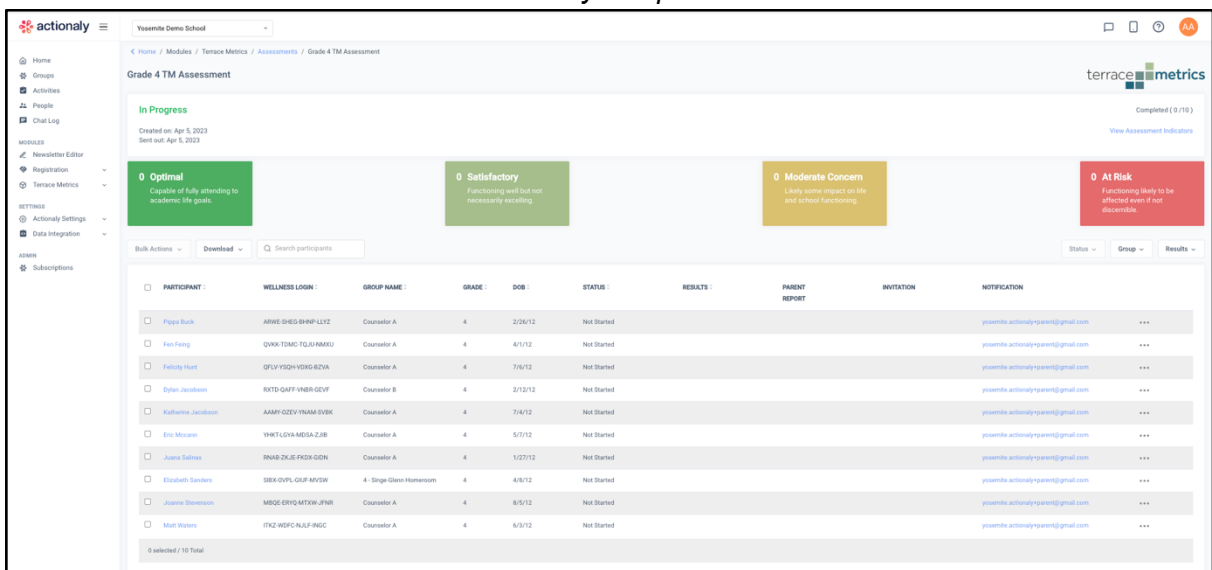 actionaly
Yosemite Demo School
AA
Home
Groups
Activities
People
Chat Log
MODULES
Newsletter Editor
Registration
Terrace Metrics
SETTINGS
Actionaly Settings
Data Integration
ADMIN
Subscriptions
Home / Modules / Terrace Metrics / Assessments / Grade 4 TM Assessment
Grade 4 TM Assessment
terrace metrics
In Progress
Completed ( 0 /10 )
Created on: Apr 5, 2023
Sent out: Apr 5, 2023
View Assessment Indicators
0 Optimal
Capable of fully attending to
academic life goals.
0 Satisfactory
Functioning well but not
necessarily excelling.
0 Moderate Concern
Likely some impact on life
and school functioning.
0 At Risk
Functioning likely to be
affected even if not
discernible.
Bulk Actions Download Search participants Status Group Results
PARTICIPANT WELLNESS LOGIN GROUP NAME GRADE DOB STATUS RESULTS PARENT REPORT INVITATION NOTIFICATION
Pippa Buck ARWE-SHEG-BHNP-LLYZ Counselor A 4 2/26/12 Not Started yosemite.actionaly+parent@gmail.com
Fen Feing QVKK-TDMC-TQJU-NMXU Counselor A 4 4/1/12 Not Started yosemite.actionaly+parent@gmail.com
Felicity Hunt QFLV-YSQH-VDXG-BZVA Counselor A 4 7/6/12 Not Started yosemite.actionaly+parent@gmail.com
Dylan Jacobson RXTD-QAFF-VNBR-GEVF Counselor B 4 2/12/12 Not Started yosemite.actionaly+parent@gmail.com
Katherine Jacobson AAMY-GZEV-YNAM-SVBK Counselor A 4 7/4/12 Not Started yosemite.actionaly+parent@gmail.com
Eric Mccann YHKT-LGYA-MDSA-ZJIB Counselor A 4 5/7/12 Not Started yosemite.actionaly+parent@gmail.com
Juana Salinas RNAB-ZKJE-FKDX-GIDN Counselor A 4 1/27/12 Not Started yosemite.actionaly+parent@gmail.com
Elizabeth Sanders SIBX-OVPL-GIUF-MVSW 4 - Singe-Glenn Homeroom 4 4/8/12 Not Started yosemite.actionaly+parent@gmail.com
Joanna Stevenson MBQE-ERYQ-MTXW-JFNR Counselor A 4 8/5/12 Not Started yosemite.actionaly+parent@gmail.com
Matt Waters ITKZ-WDFC-NJLF-INGC Counselor A 4 6/3/12 Not Started yosemite.actionaly+parent@gmail.com
0 selected / 10 Total